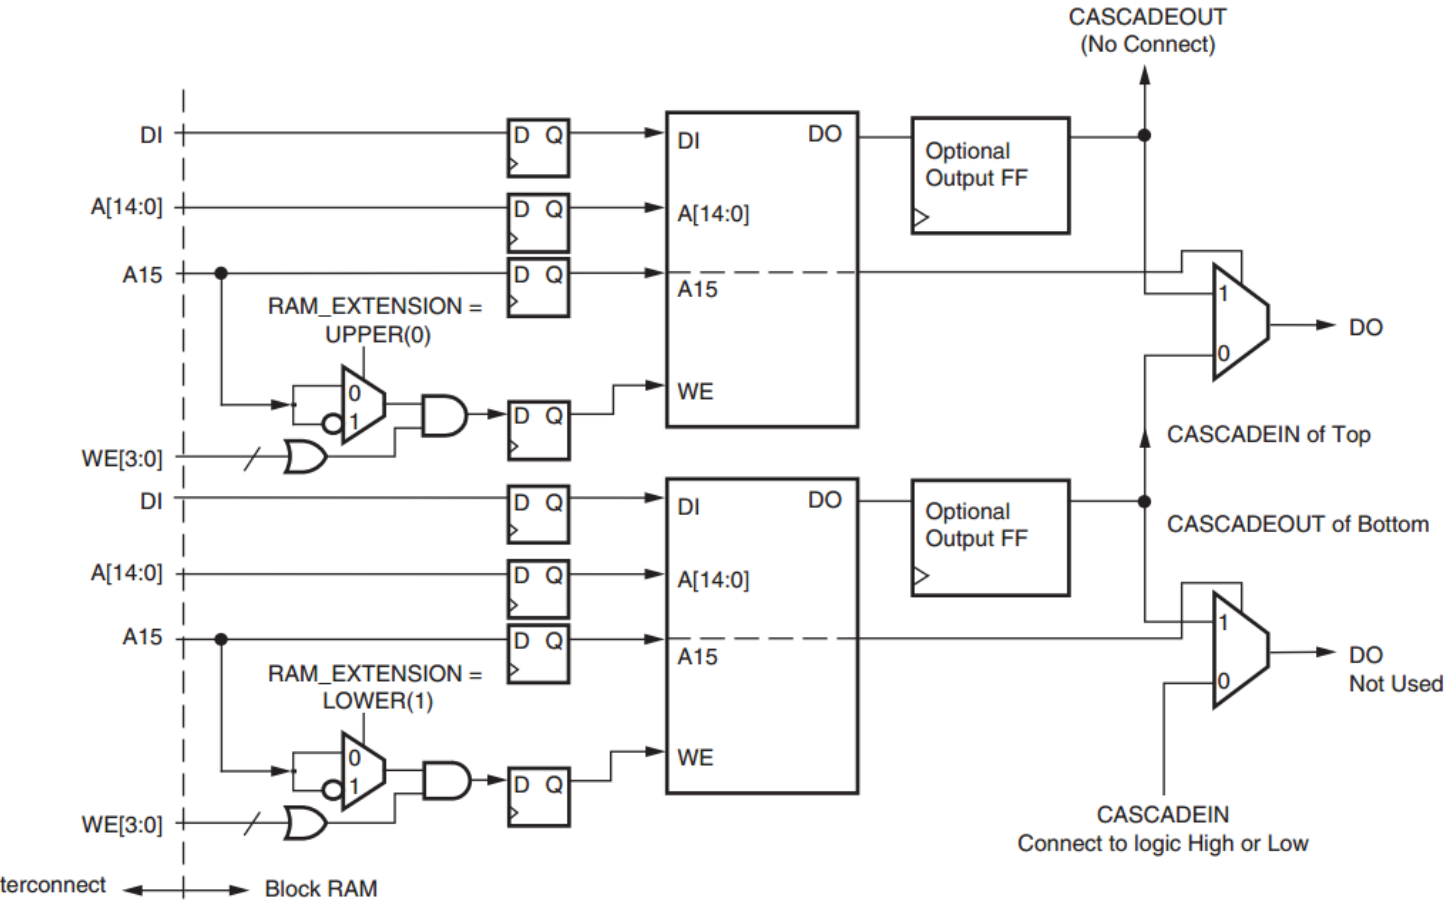 CASCADEOUT
(No Connect)
DI
D Q
DI
DO
Optional
Output FF
A[14:0]
D Q
A[14:0]
A15
D Q
A15
RAM_EXTENSION =
UPPER(0)
1
0
DO
0
1
D Q
WE
WE[3:0]
CASCADEIN of Top
DI
D Q
DI
DO
Optional
Output FF
CASCADEOUT of Bottom
A[14:0]
D Q
A[14:0]
A15
D Q
A15
RAM_EXTENSION =
LOWER(1)
1
0
DO
Not Used
0
1
D Q
WE
WE[3:0]
CASCADEIN
Connect to logic High or Low
terconnect
Block RAM